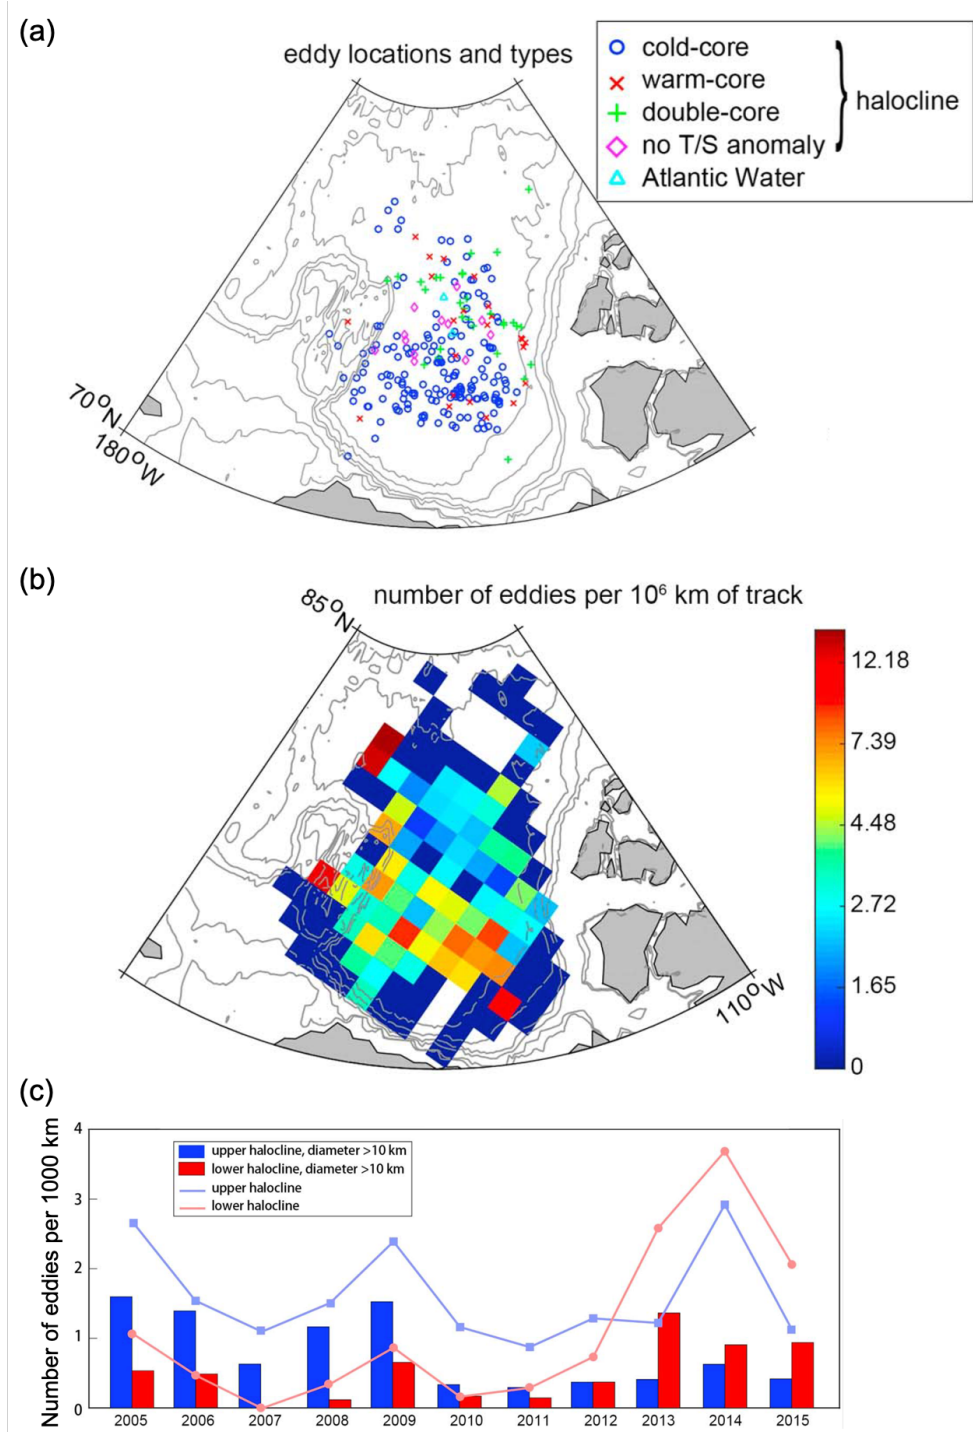 (a)
eddy locations and types
cold-core
warm-core
double-core
no T/S anomaly
Atlantic Water
halocline
70°N
180°W
(b)
85°N
number of eddies per 10⁶ km of track
12.18
7.39
4.48
2.72
1.65
0
110°W
(c)
Number of eddies per 1000 km
4
3
2
1
0
upper halocline, diameter >10 km
lower halocline, diameter >10 km
upper halocline
lower halocline
2005 2006 2007 2008 2009 2010 2011 2012 2013 2014 2015